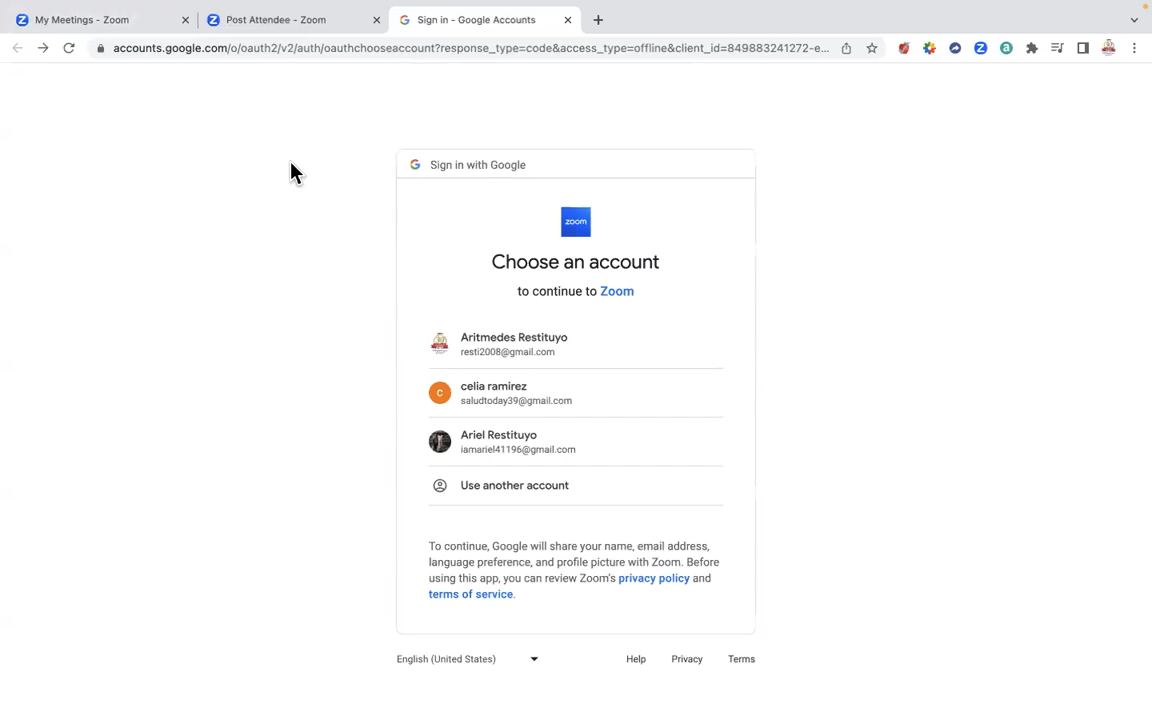 My Meetings - Zoom
Post Attendee - Zoom
Sign in - Google Accounts
accounts.google.com/o/oauth2/v2/auth/oauthchooseaccount?response_type=code&access_type=offline&client_id=849883241272-e...
Sign in with Google
zoom
Choose an account
to continue to Zoom
Aritmedes Restituyo
resti2008@gmail.com
celia ramirez
saludtoday39@gmail.com
Ariel Restituyo
iamariel41196@gmail.com
Use another account
To continue, Google will share your name, email address,
language preference, and profile picture with Zoom. Before
using this app, you can review Zoom's privacy policy and
terms of service.
English (United States)
Help
Privacy
Terms